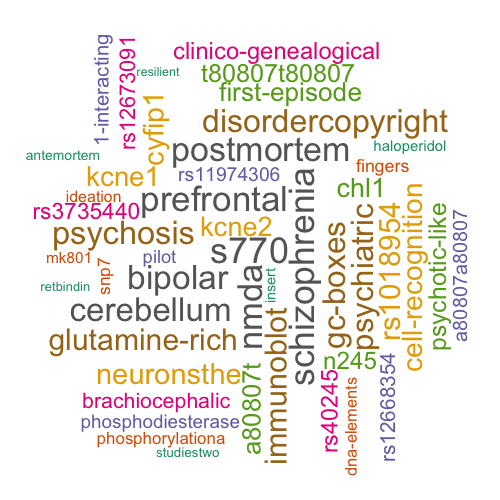 clinico-genealogical
resilient
t80807t80807
first-episode
1-interacting
rs12673091
cyfip1
disordercopyright
postmortem
haloperidol
antemortem
kcne1
rs11974306
fingers
ideation
prefrontal
chl1
rs3735440
kcne2
psychosis
s770
schizophrenia
gc-boxes
psychiatric
rs1018954
cell-recognition
psychotic-like
a80807a80807
mk801
snp7
pilot
bipolar
nmda
insert
retbindin
cerebellum
glutamine-rich
immunoblot
n245
neuronsthe
a80807t
rs40245
dna-elements
rs12668354
brachiocephalic
phosphodiesterase
phosphorylationa
studiestwo